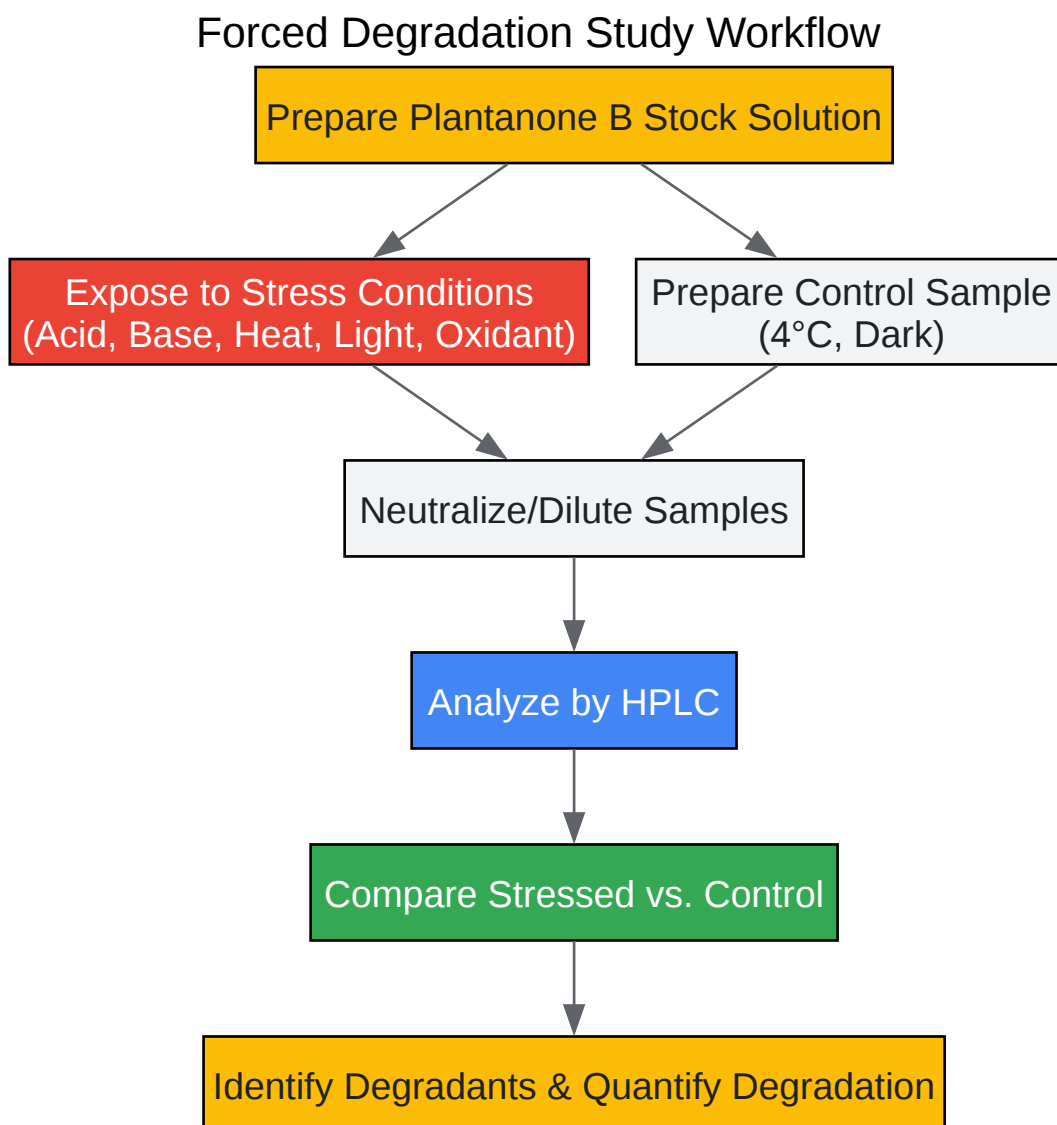 Forced Degradation Study Workflow
Prepare Plantanone B Stock Solution
Expose to Stress Conditions
(Acid, Base, Heat, Light, Oxidant)
Prepare Control Sample
(4°C, Dark)
Neutralize/Dilute Samples
Analyze by HPLC
Compare Stressed vs. Control
Identify Degradants & Quantify Degradation